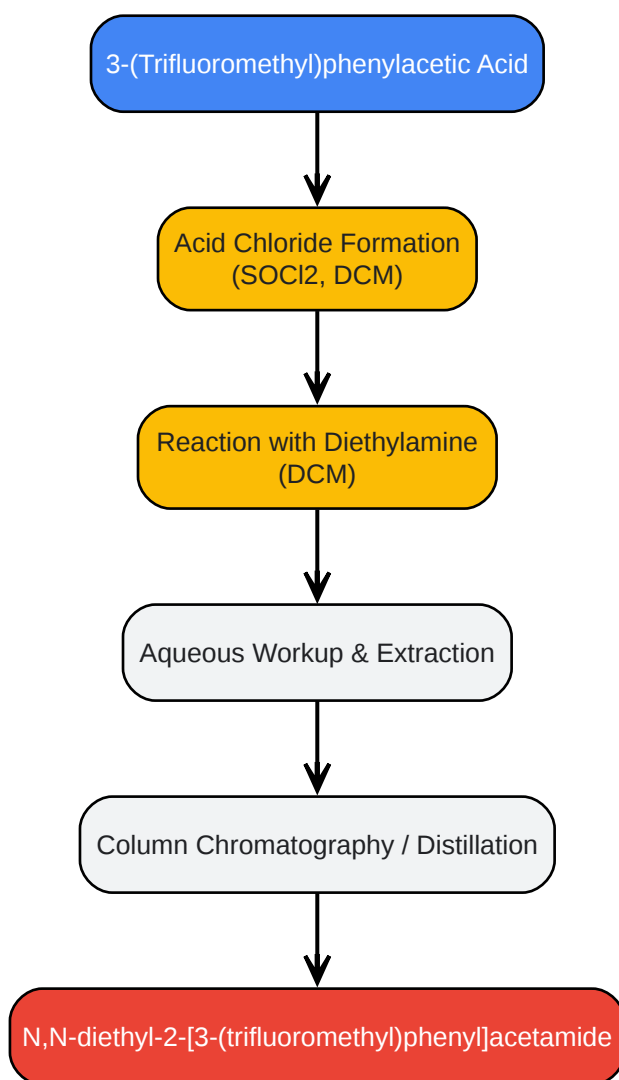 3-(Trifluoromethyl)phenylacetic Acid
Acid Chloride Formation
(SOCl2, DCM)
Reaction with Diethylamine
(DCM)
Aqueous Workup & Extraction
Column Chromatography / Distillation
N,N-diethyl-2-[3-(trifluoromethyl)phenyl]acetamide